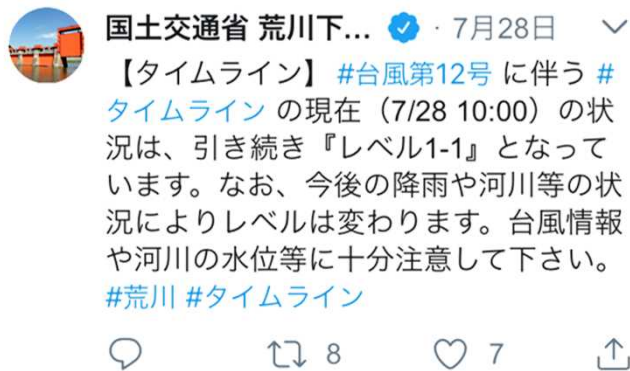 国土交通省 荒川下... · 7月28日
【タイムライン】 #台風第12号 に伴う #
タイムライン の現在（7/28 10:00）の状
況は、引き続き『レベル1-1』となって
います。なお、今後の降雨や河川等の状
況によりレベルは変わります。台風情報
や河川の水位等に十分注意して下さい。
#荒川 #タイムライン
8 7